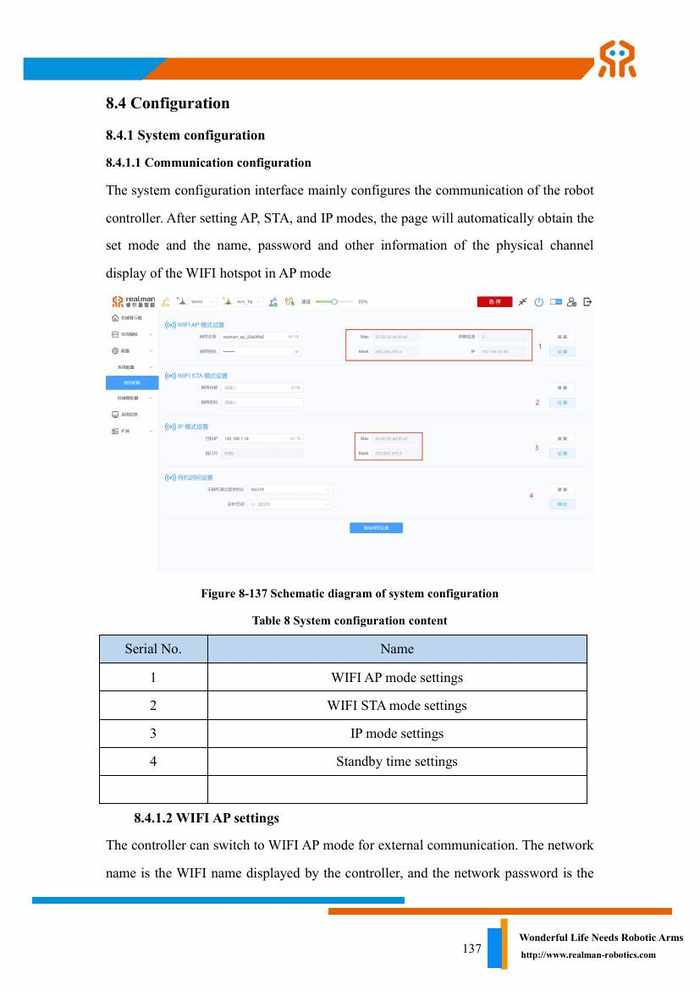 8.4 Configuration
8.4.1 System configuration
8.4.1.1 Communication configuration
The system configuration interface mainly configures the communication of the robot
controller. After setting AP, STA, and IP modes, the page will automatically obtain the
set mode and the name, password and other information of the physical channel
display of the WIFI hotspot in AP mode
realman
急停
WIFI AP 模式设置
1
WIFI STA 模式设置
2
IP 模式设置
3
待机时间设置
4
Figure 8-137 Schematic diagram of system configuration
Table 8 System configuration content
Serial No. Name
1 WIFI AP mode settings
2 WIFI STA mode settings
3 IP mode settings
4 Standby time settings
8.4.1.2 WIFI AP settings
The controller can switch to WIFI AP mode for external communication. The network
name is the WIFI name displayed by the controller, and the network password is the
137
Wonderful Life Needs Robotic Arms
http://www.realman-robotics.com